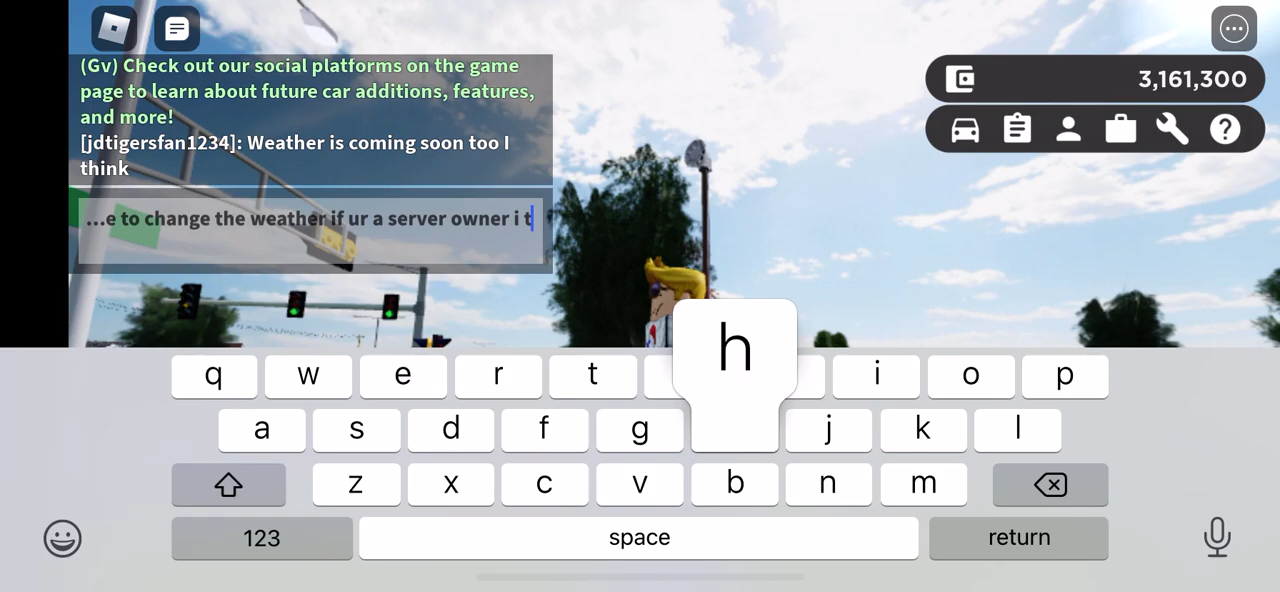 (Gv) Check out our social platforms on the game
page to learn about future car additions, features,
and more!
[jdtigersfan1234]: Weather is coming soon too I
think
...e to change the weather if ur a server owner i t
3,161,300
?
h
q w e r t i o p
a s d f g j k l
z x c v b n m
123 space return